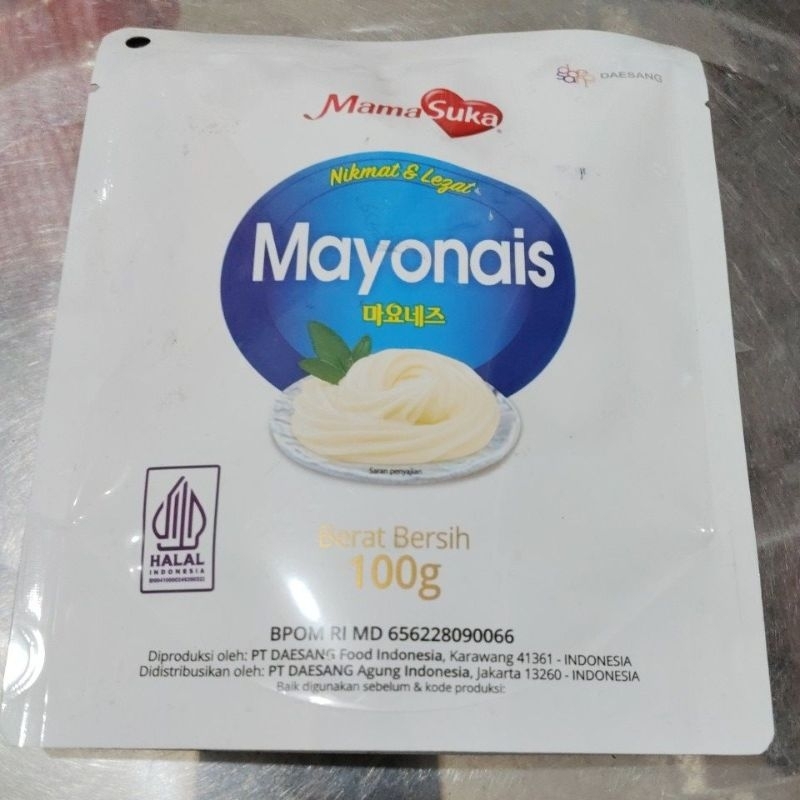 DAESANG
MamaSuka
Nikmat & Lezat
Mayonais
마요네즈
Saran penyajian
HALAL
INDONESIA
Berat Bersih
100g
BPOM RI MD 656228090066
Diproduksi oleh: PT DAESANG Food Indonesia, Karawang 41361 - INDONESIA
Didistribusikan oleh: PT DAESANG Agung Indonesia, Jakarta 13260 - INDONESIA
Baik digunakan sebelum & kode produksi: